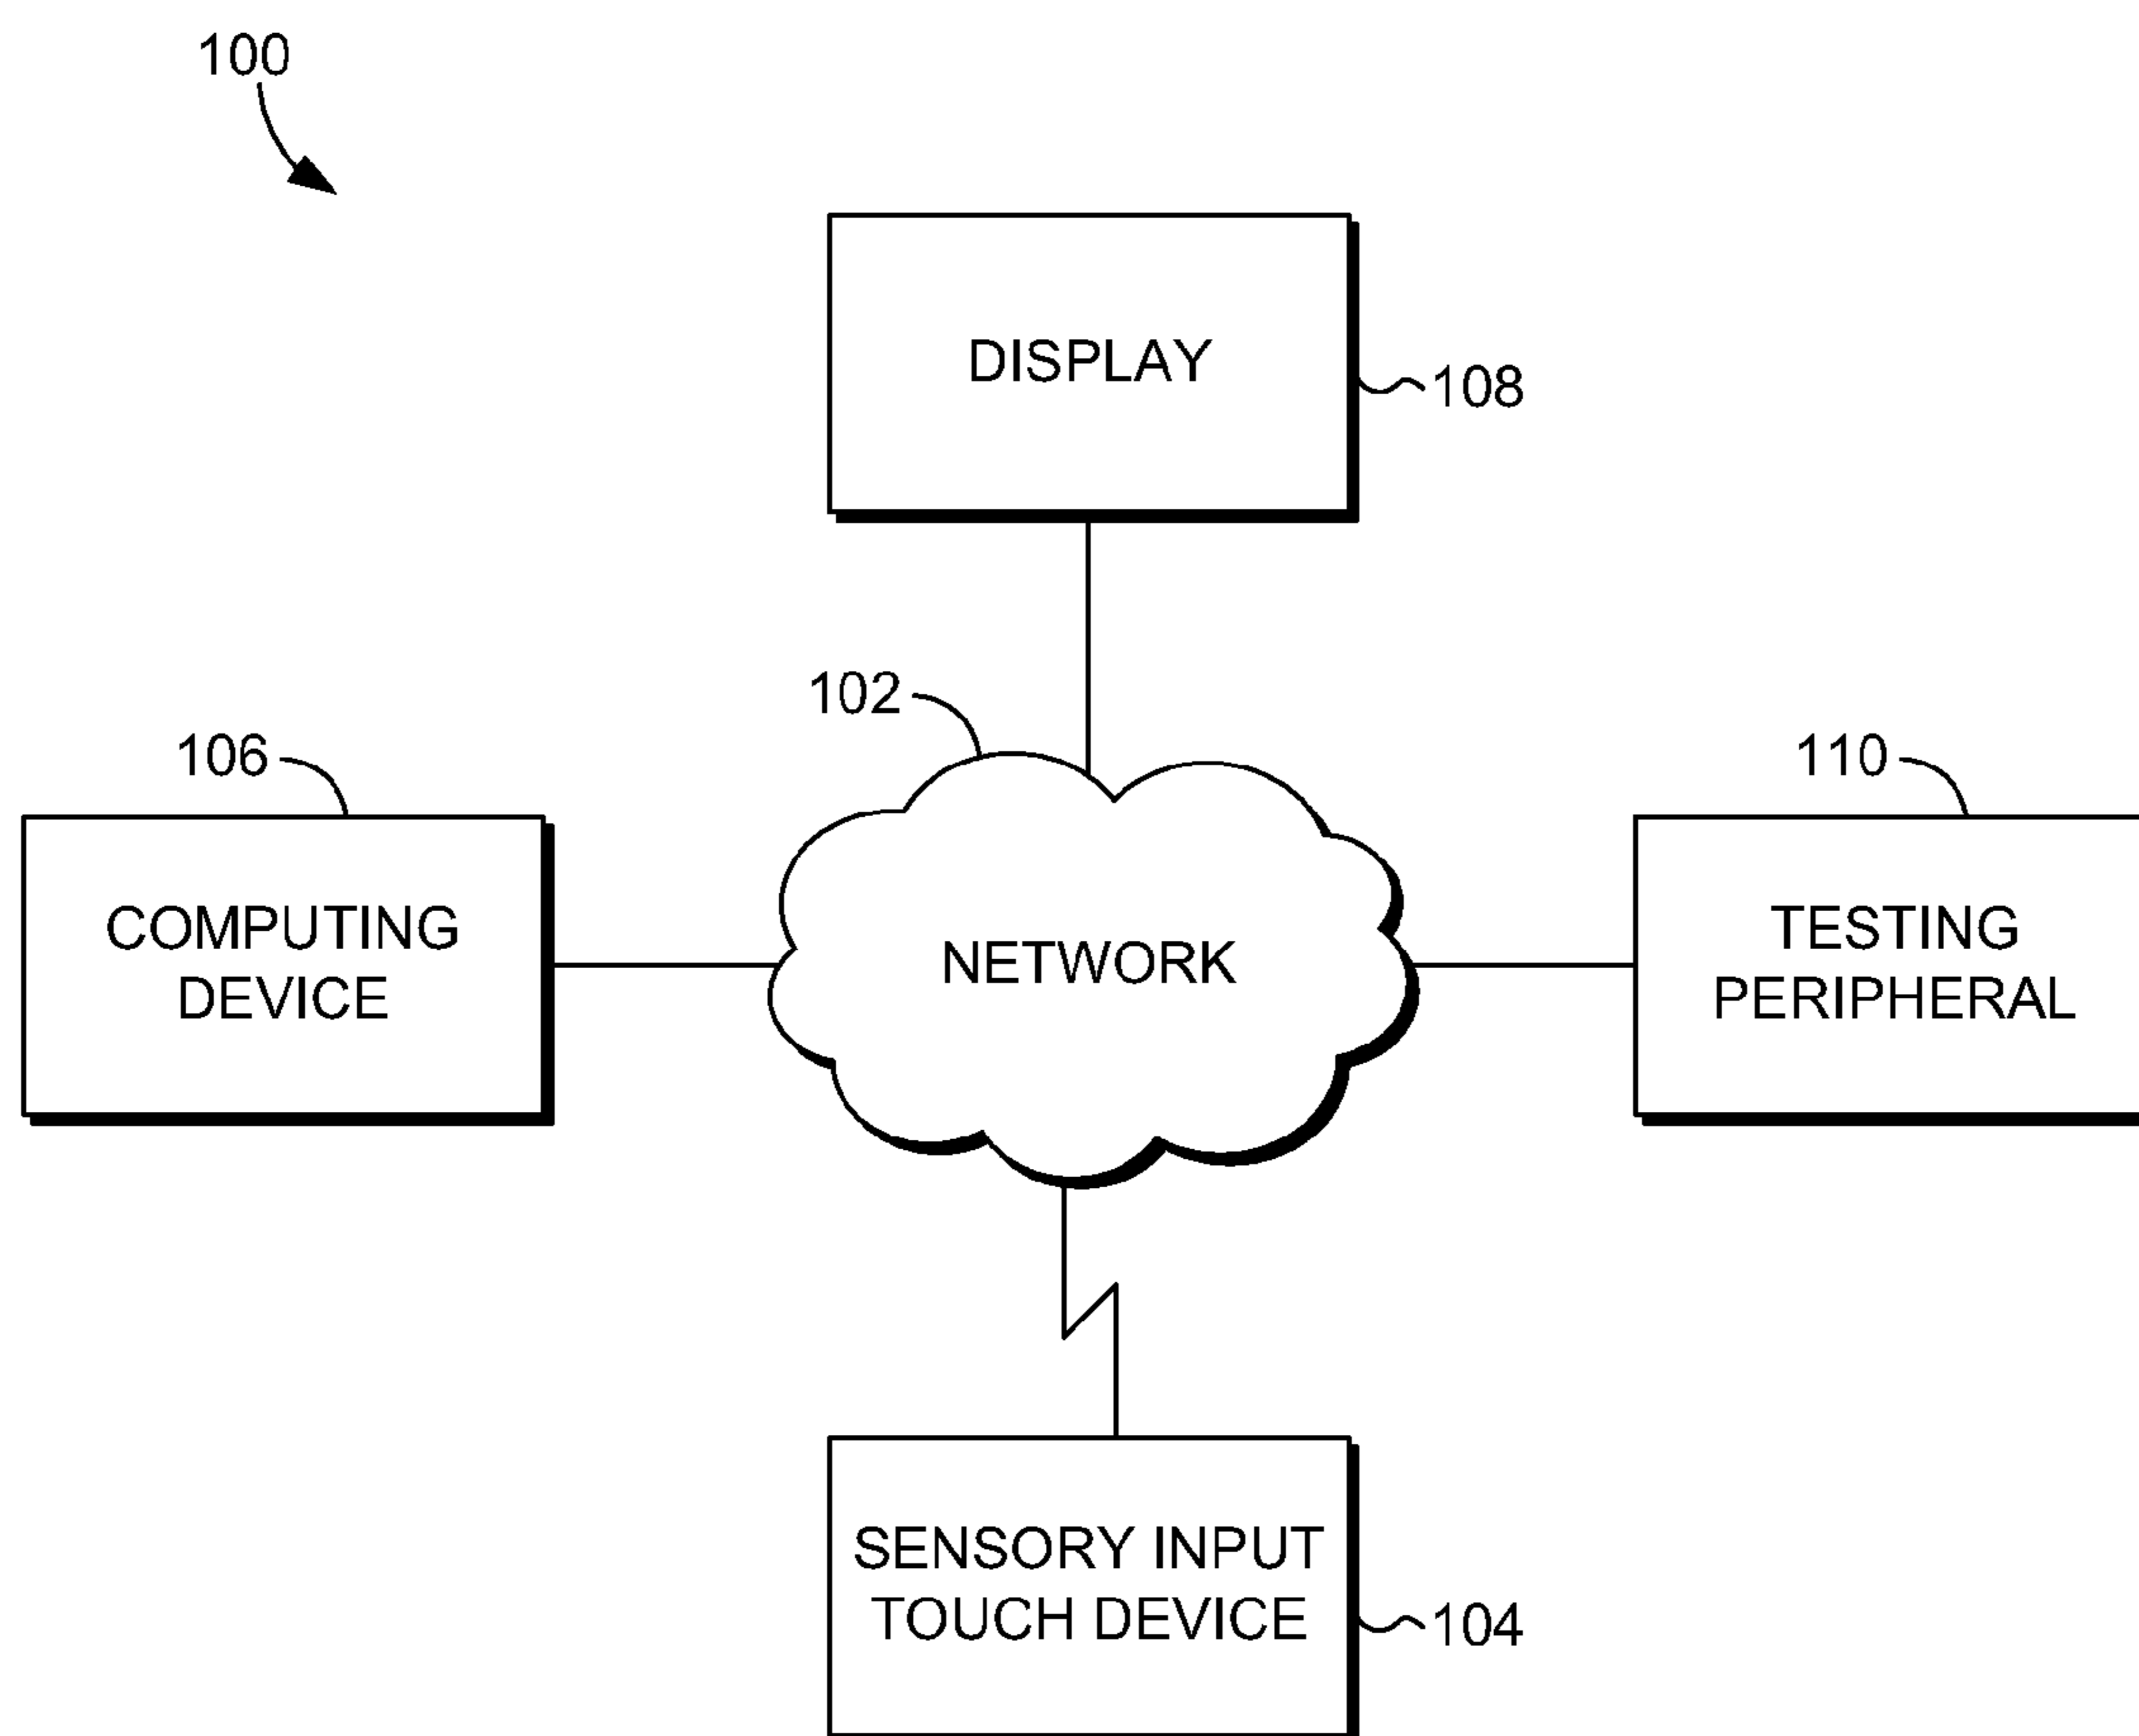 100
DISPLAY
108
102
106
110
COMPUTING
DEVICE
NETWORK
TESTING
PERIPHERAL
SENSORY INPUT
TOUCH DEVICE
104